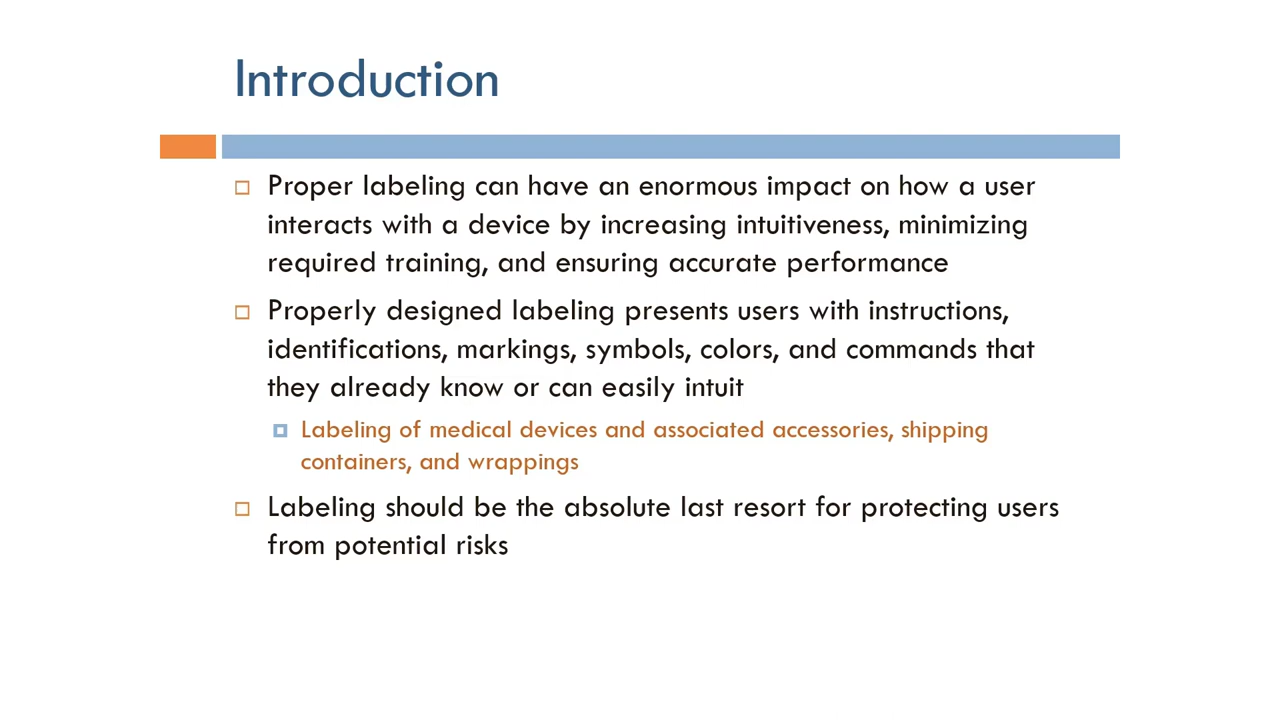 Introduction
Proper labeling can have an enormous impact on how a user
interacts with a device by increasing intuitiveness, minimizing
required training, and ensuring accurate performance
Properly designed labeling presents users with instructions,
identifications, markings, symbols, colors, and commands that
they already know or can easily intuit
Labeling of medical devices and associated accessories, shipping
containers, and wrappings
Labeling should be the absolute last resort for protecting users
from potential risks